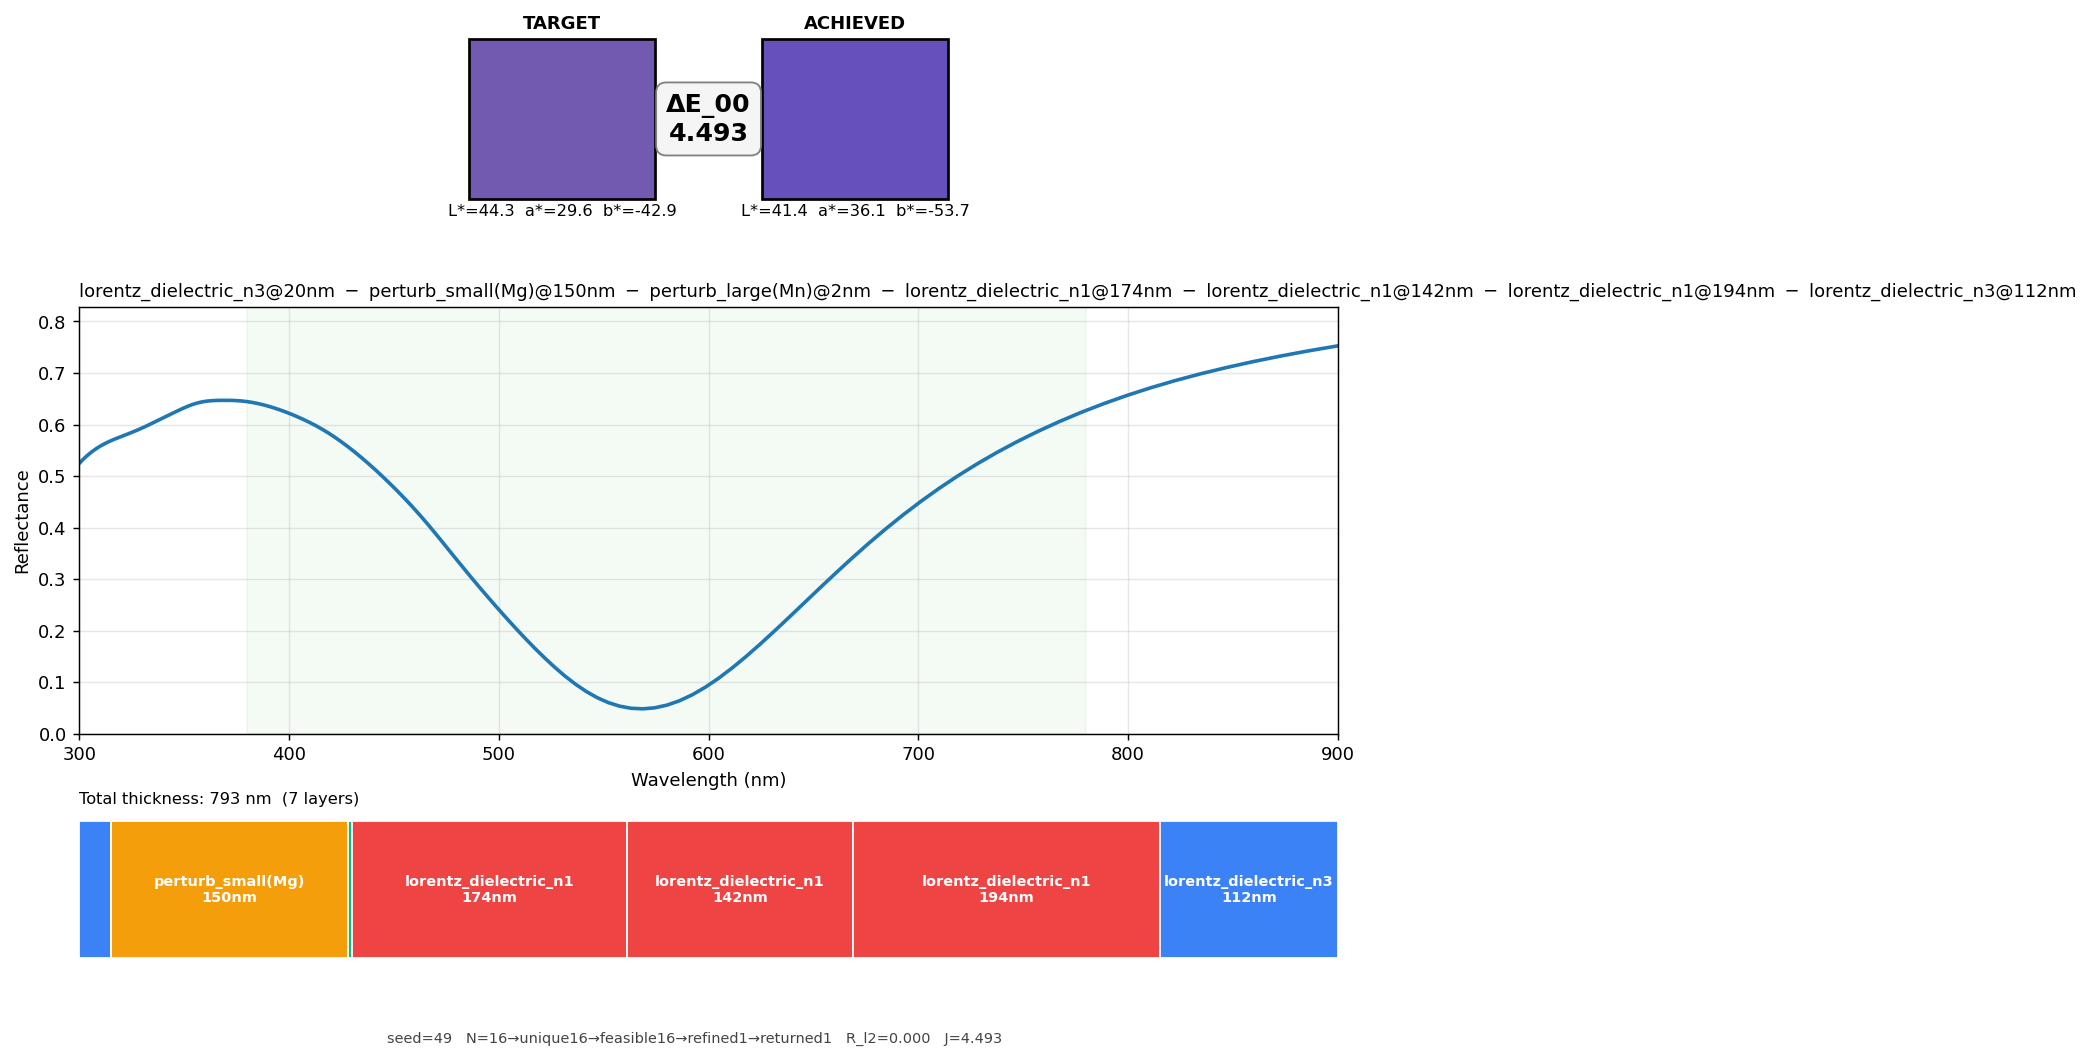 TARGET
ACHIEVED
ΔE_00
4.493
L*=44.3 a*=29.6 b*=-42.9
L*=41.4 a*=36.1 b*=-53.7
lorentz_dielectric_n3@20nm − perturb_small(Mg)@150nm − perturb_large(Mn)@2nm − lorentz_dielectric_n1@174nm − lorentz_dielectric_n1@142nm − lorentz_dielectric_n1@194nm − lorentz_dielectric_n3@112nm
0.8
0.7
0.6
0.5
0.4
0.3
0.2
0.1
0.0
Reflectance
300 400 500 600 700 800 900
Wavelength (nm)
Total thickness: 793 nm (7 layers)
perturb_small(Mg)
150nm
lorentz_dielectric_n1
174nm
lorentz_dielectric_n1
142nm
lorentz_dielectric_n1
194nm
lorentz_dielectric_n3
112nm
seed=49 N=16→unique16→feasible16→refined1→returned1 R_l2=0.000 J=4.493